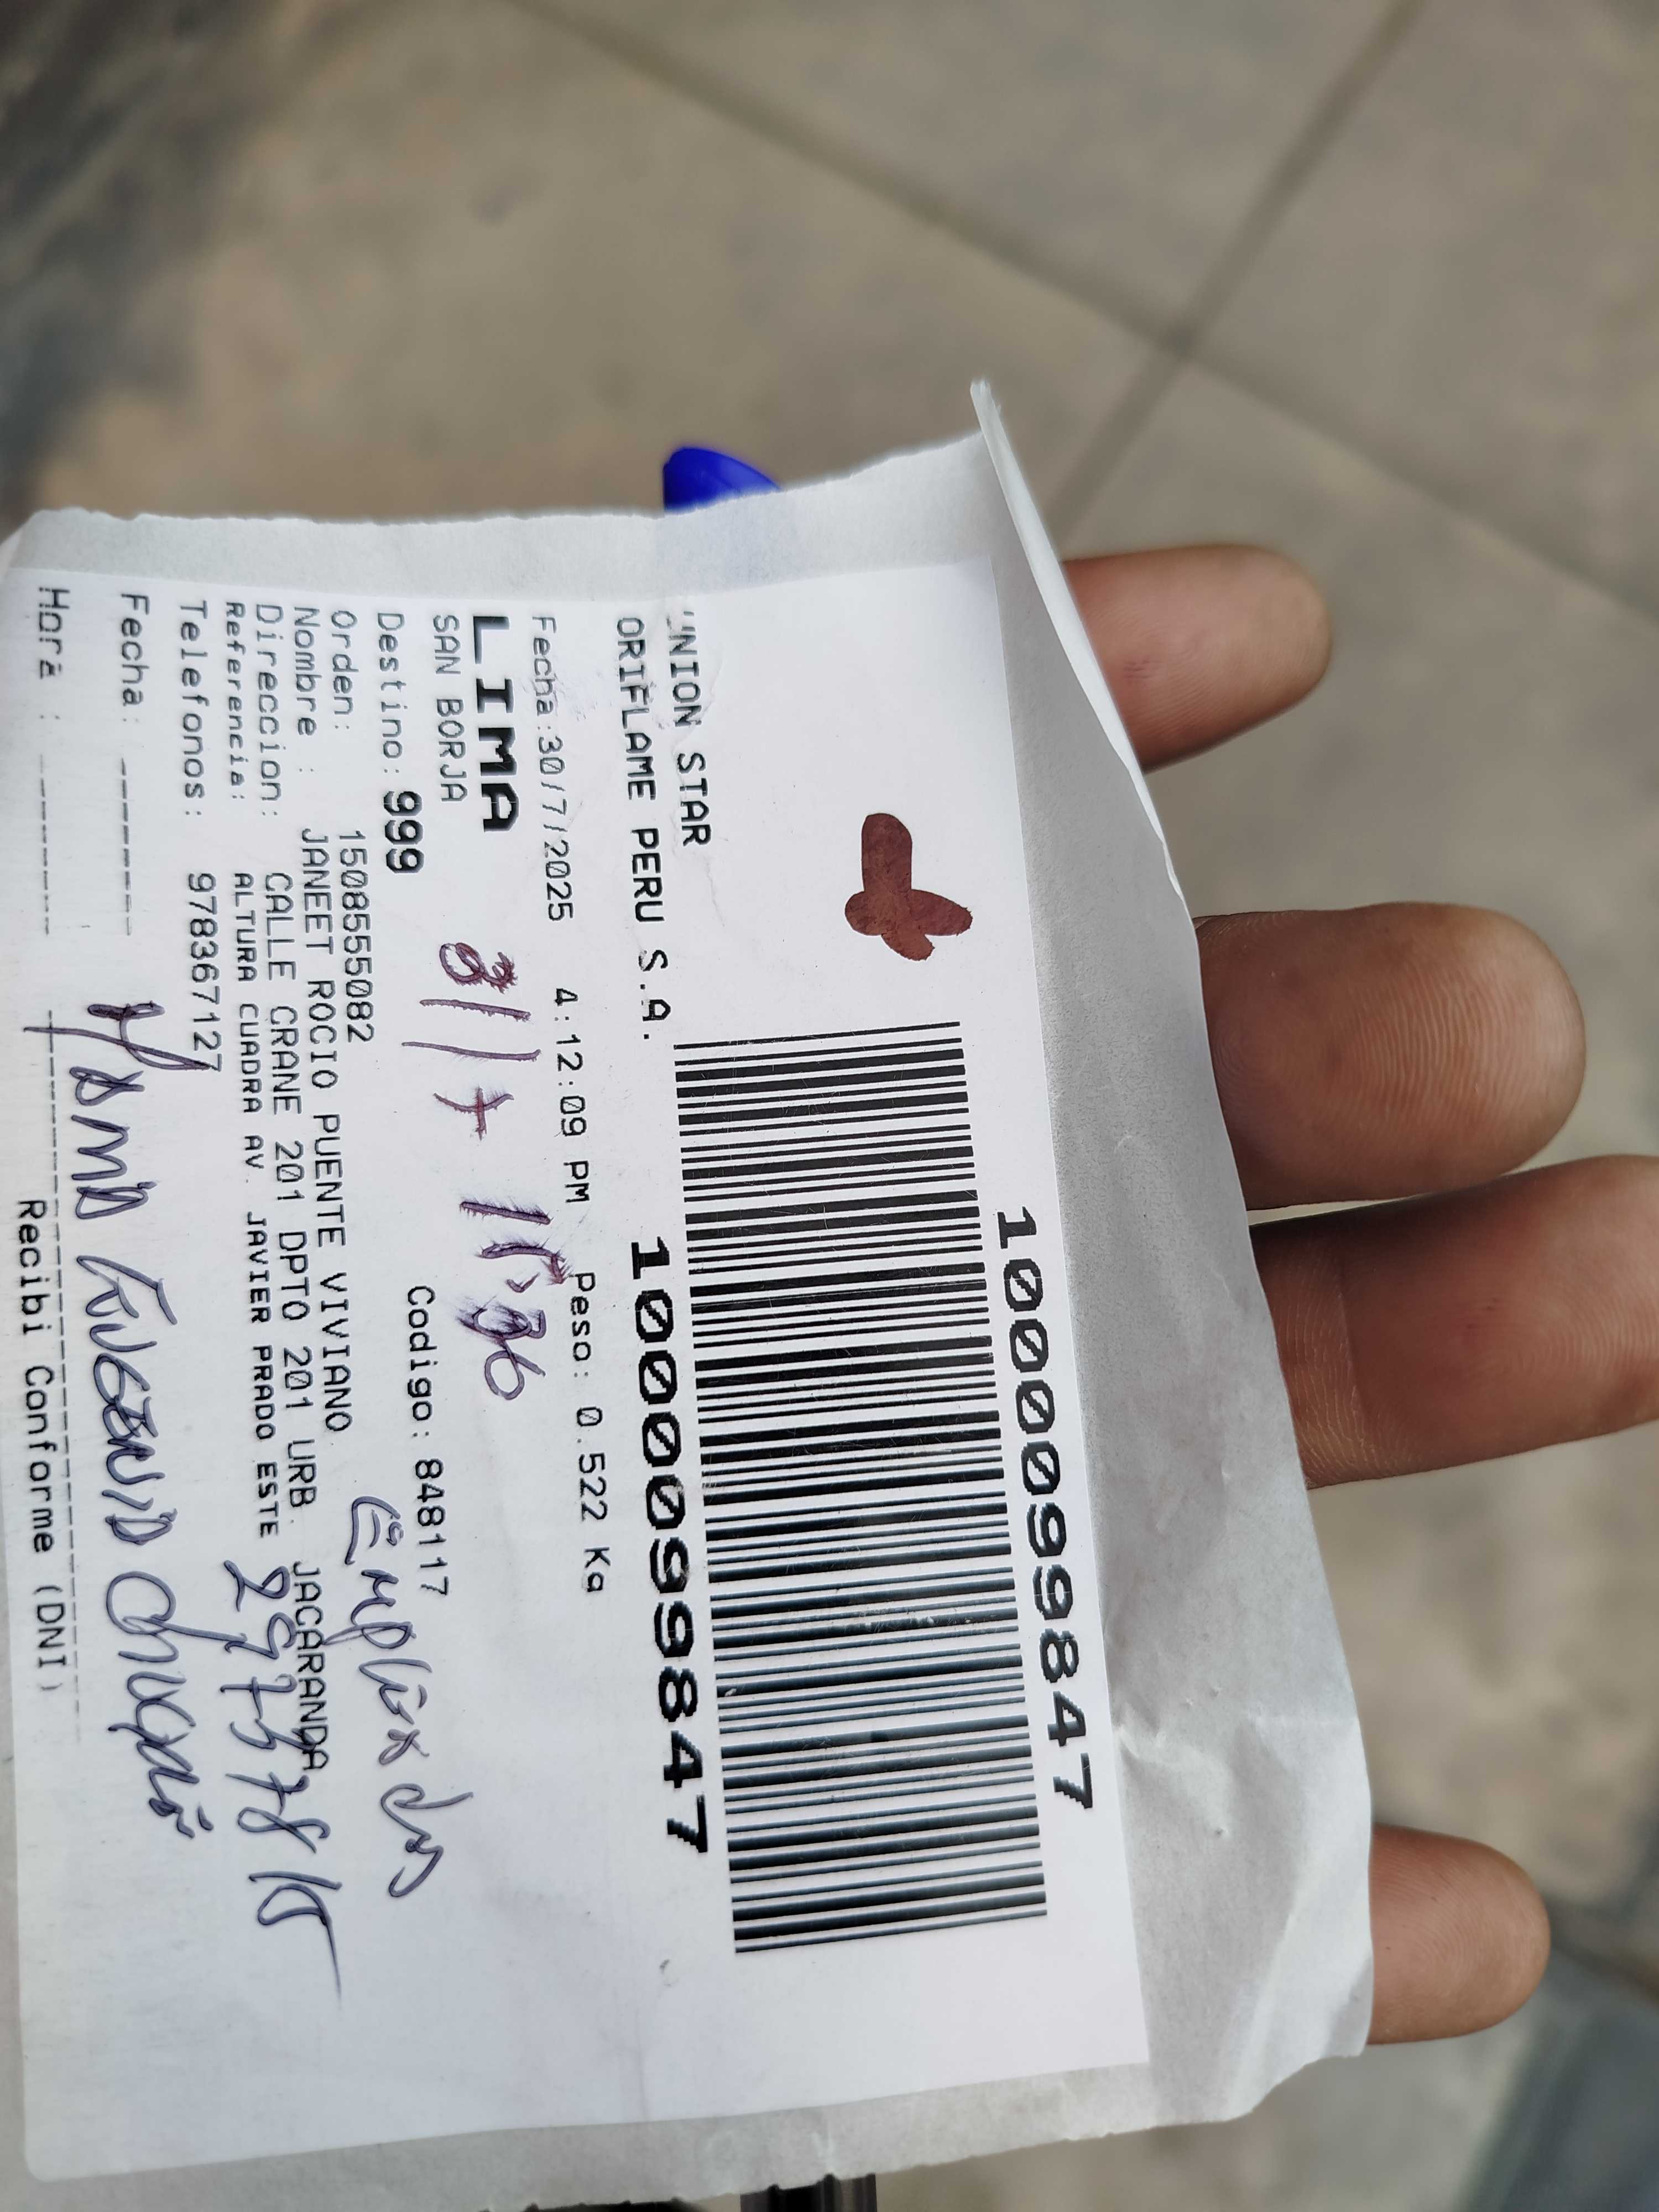 1000099847
UNION STAR
ORIFLAME PERU S.A.
1000099847
Fecha:30/7/2025 4:12:09 PM Peso: 0.522 Kg
LIMA
SAN BORJA
31/7
Destino: 999 Codigo: 848117
Orden: 1508555082
Nombre : JANEET ROCIO PUENTE VIVIANO
Direccion: CALLE CRANE 201 DPTO 201 URB. JACARANDA
Referencia: ALTURA CUADRA AV. JAVIER PRADO ESTE
Telefonos: 978367127
Fecha: -------
Hora : --------
Recibi Conforme (DNI)